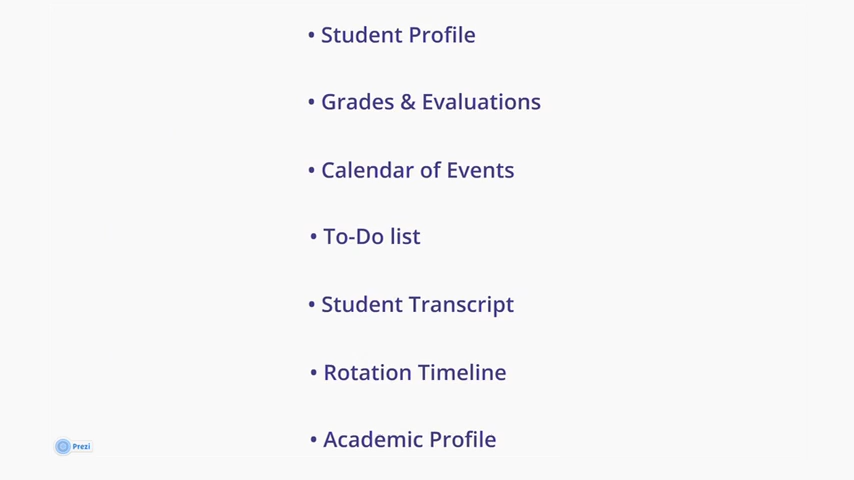 • Student Profile
• Grades & Evaluations
• Calendar of Events
• To-Do list
• Student Transcript
• Rotation Timeline
• Academic Profile
Prezi